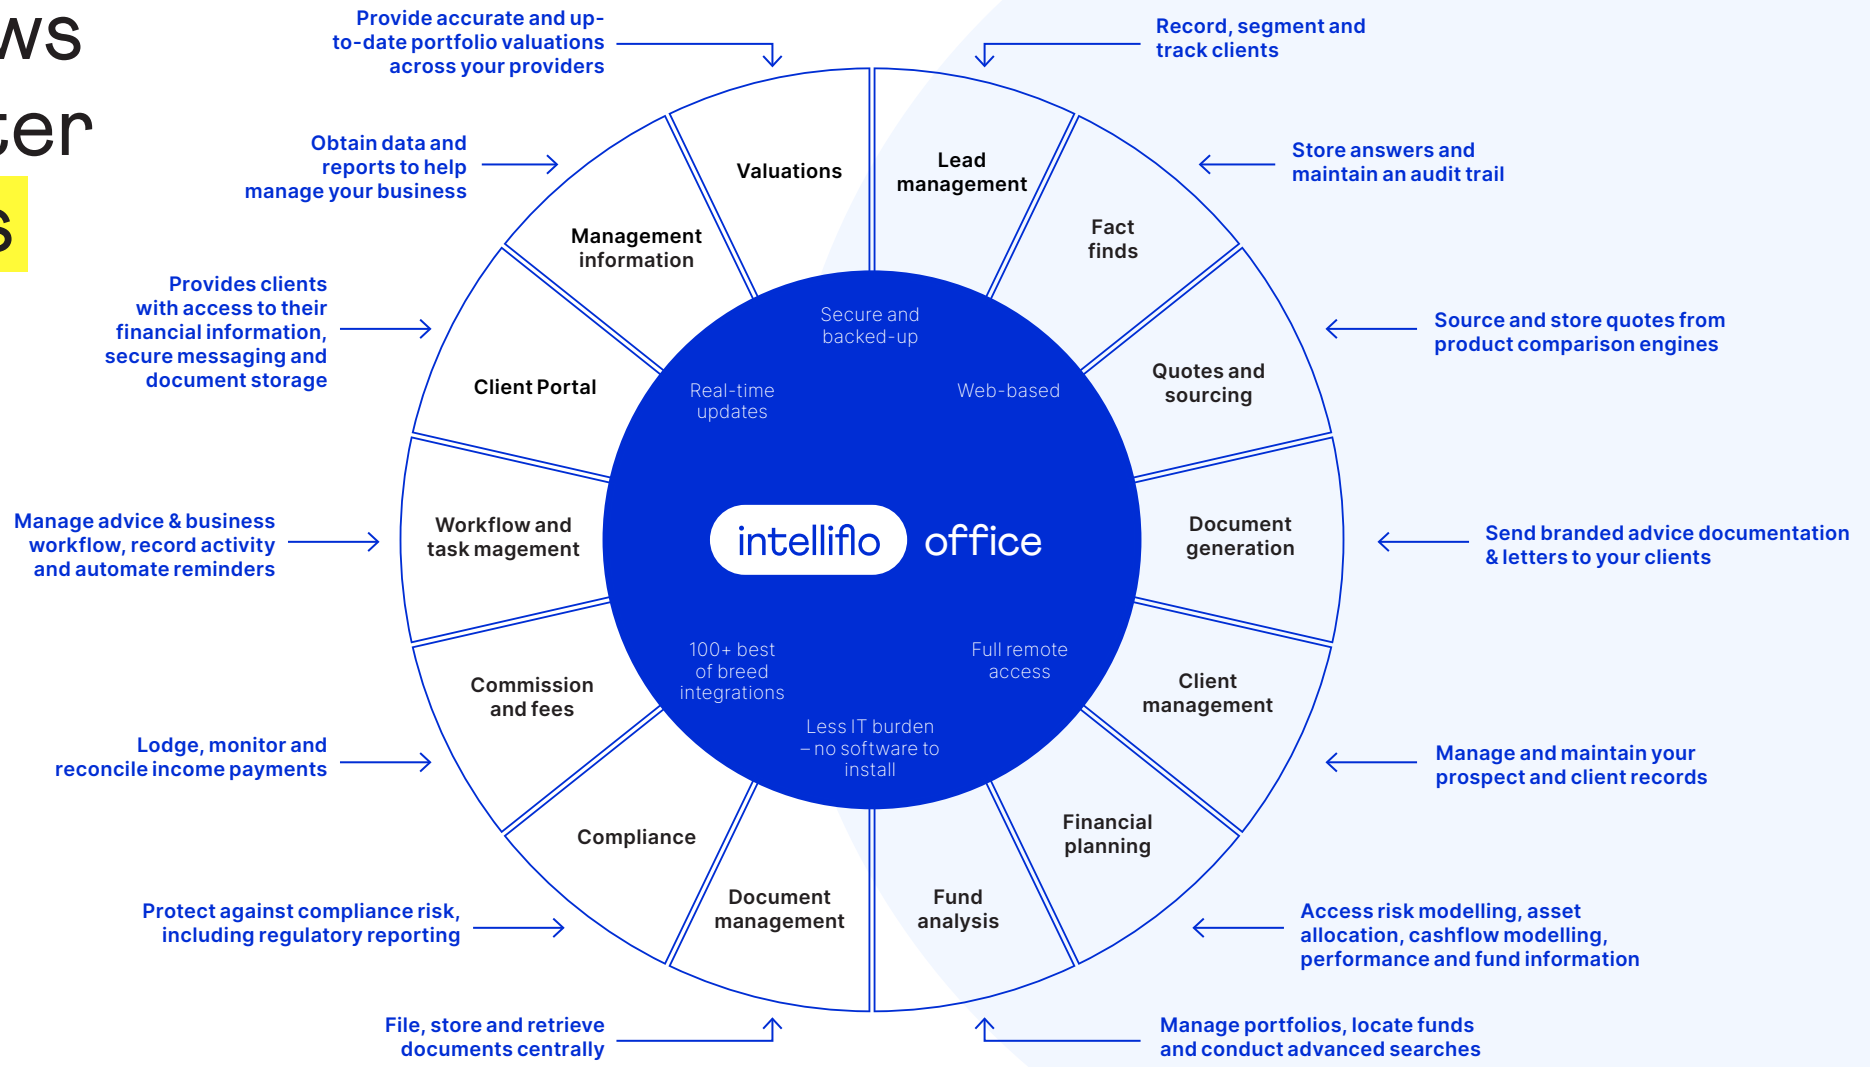 ws
ter
s
Provide accurate and up-
to-date portfolio valuations
across your providers
Record, segment and
track clients
Obtain data and
reports to help
manage your business
Store answers and
maintain an audit trail
Provides clients
with access to their
financial information,
secure messaging and
document storage
Source and store quotes from
product comparison engines
Manage advice & business
workflow, record activity
and automate reminders
Send branded advice documentation
& letters to your clients
Lodge, monitor and
reconcile income payments
Manage and maintain your
prospect and client records
Protect against compliance risk,
including regulatory reporting
Access risk modelling, asset
allocation, cashflow modelling,
performance and fund information
File, store and retrieve
documents centrally
Manage portfolios, locate funds
and conduct advanced searches
Valuations
Lead
management
Management
information
Fact
finds
Client Portal
Quotes and
sourcing
Workflow and
task magement
Document
generation
Commission
and fees
Client
management
Compliance
Financial
planning
Document
management
Fund
analysis
Secure and
backed-up
Real-time
updates
Web-based
intelliflo office
100+ best
of breed
integrations
Full remote
access
Less IT burden
– no software to
install